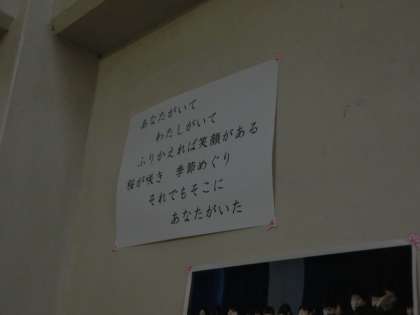 あなたがいて
わたしがいて
ふりかえれば笑顔がある
桜が咲き 季節めぐり
それでもそこに
あなたがいた